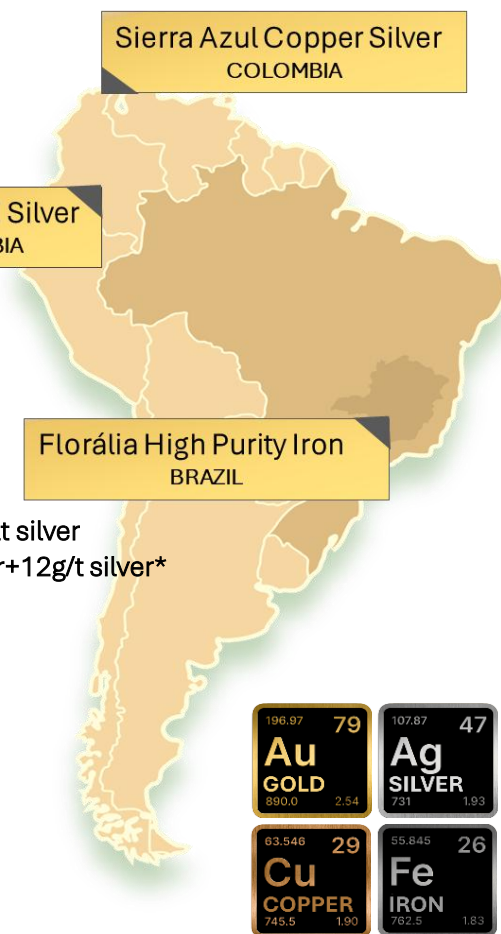 Sierra Azul Copper Silver
COLOMBIA
Silver
BIA
Florália High Purity Iron
BRAZIL
t silver
r+12g/t silver*
196.97 79
Au
GOLD
890.0 2.54
107.87 47
Ag
SILVER
731 1.93
63.546 29
Cu
COPPER
745.5 1.90
55.845 26
Fe
IRON
762.5 1.83